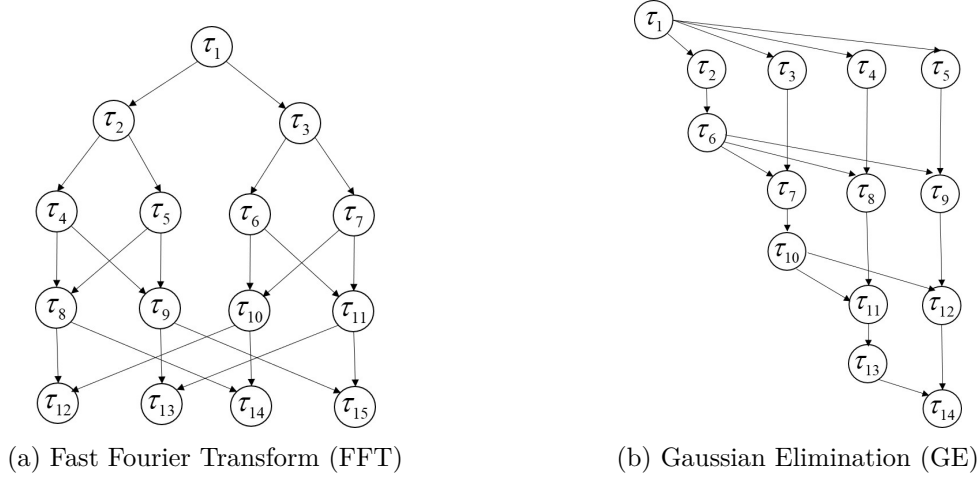 τ1
τ2 τ3
τ4 τ5 τ6 τ7
τ8 τ9 τ10 τ11
τ12 τ13 τ14 τ15
(a) Fast Fourier Transform (FFT)
τ1
τ2 τ3 τ4 τ5
τ6
τ7 τ8 τ9
τ10
τ11 τ12
τ13
τ14
(b) Gaussian Elimination (GE)